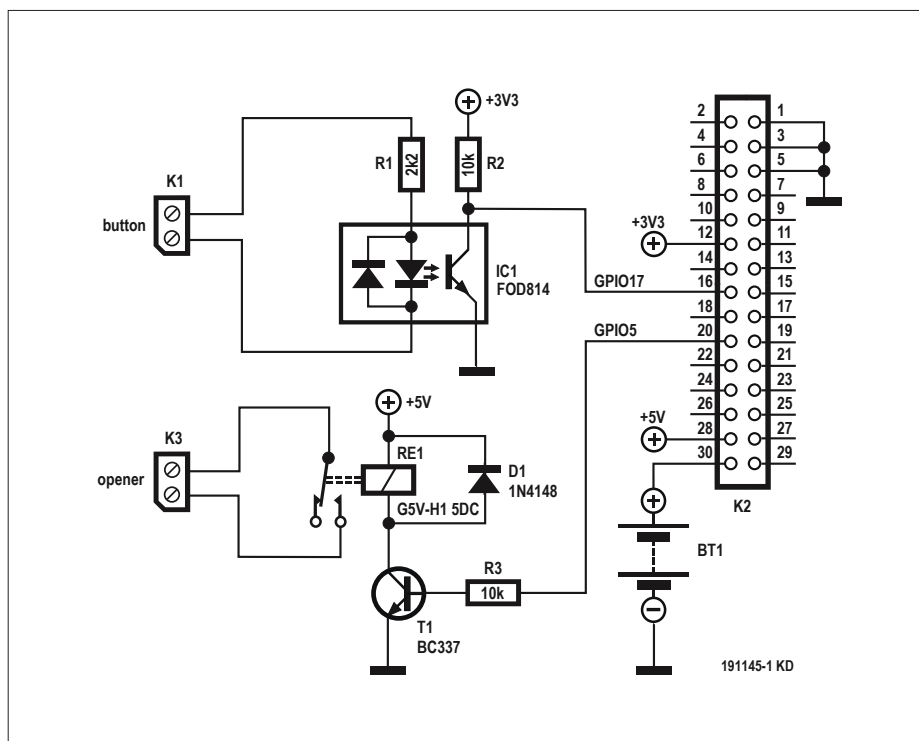 +3V3
R1
2k2
10k
R2
K1
button
IC1
FOD814
GPIO17
GPIO5
+3V3
2
1
4
3
6
5
8
7
10
9
12
11
14
13
16
15
18
17
20
19
22
21
24
23
26
25
28
27
30
29
+5V
K2
+5V
K3
opener
RE1
D1
1N4148
G5V-H1 5DC
R3
10k
T1
BC337
BT1
191145-1 KD